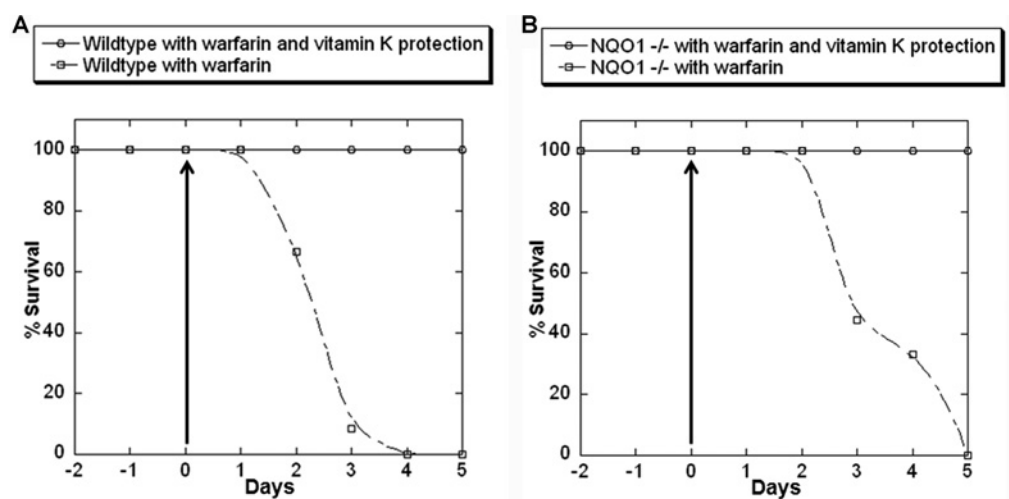 A
Wildtype with warfarin and vitamin K protection
Wildtype with warfarin
100
80
60
40
20
0
% Survival
-2 -1 0 1 2 3 4 5
Days
B
NQO1 -/- with warfarin and vitamin K protection
NQO1 -/- with warfarin
100
80
60
40
20
0
% Survival
-2 -1 0 1 2 3 4 5
Days